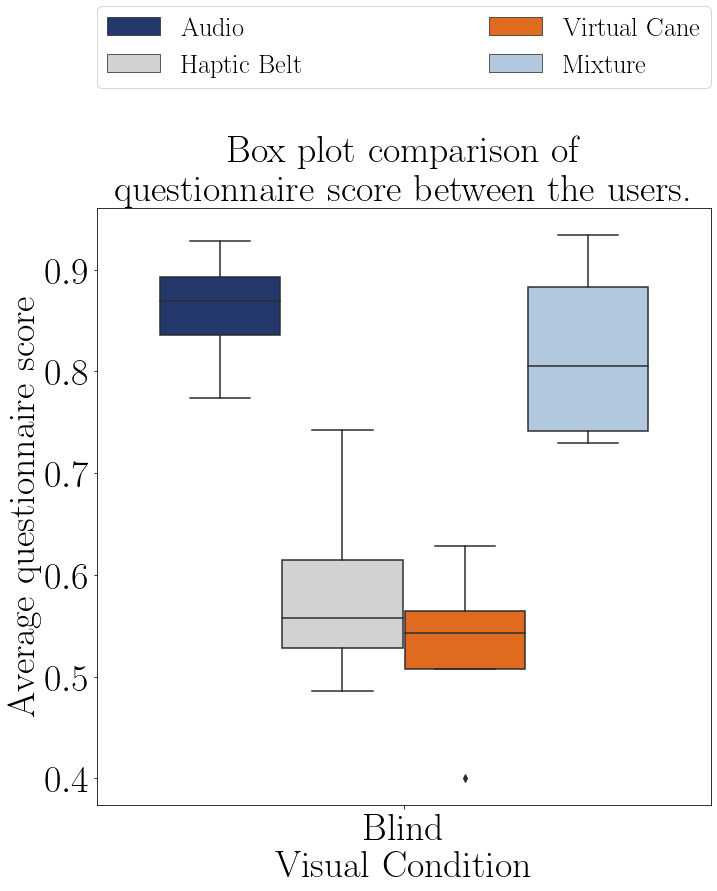 Audio
Haptic Belt
Virtual Cane
Mixture
Box plot comparison of
questionnaire score between the users.
Average questionnaire score
0.9
0.8
0.7
0.6
0.5
0.4
Blind
Visual Condition